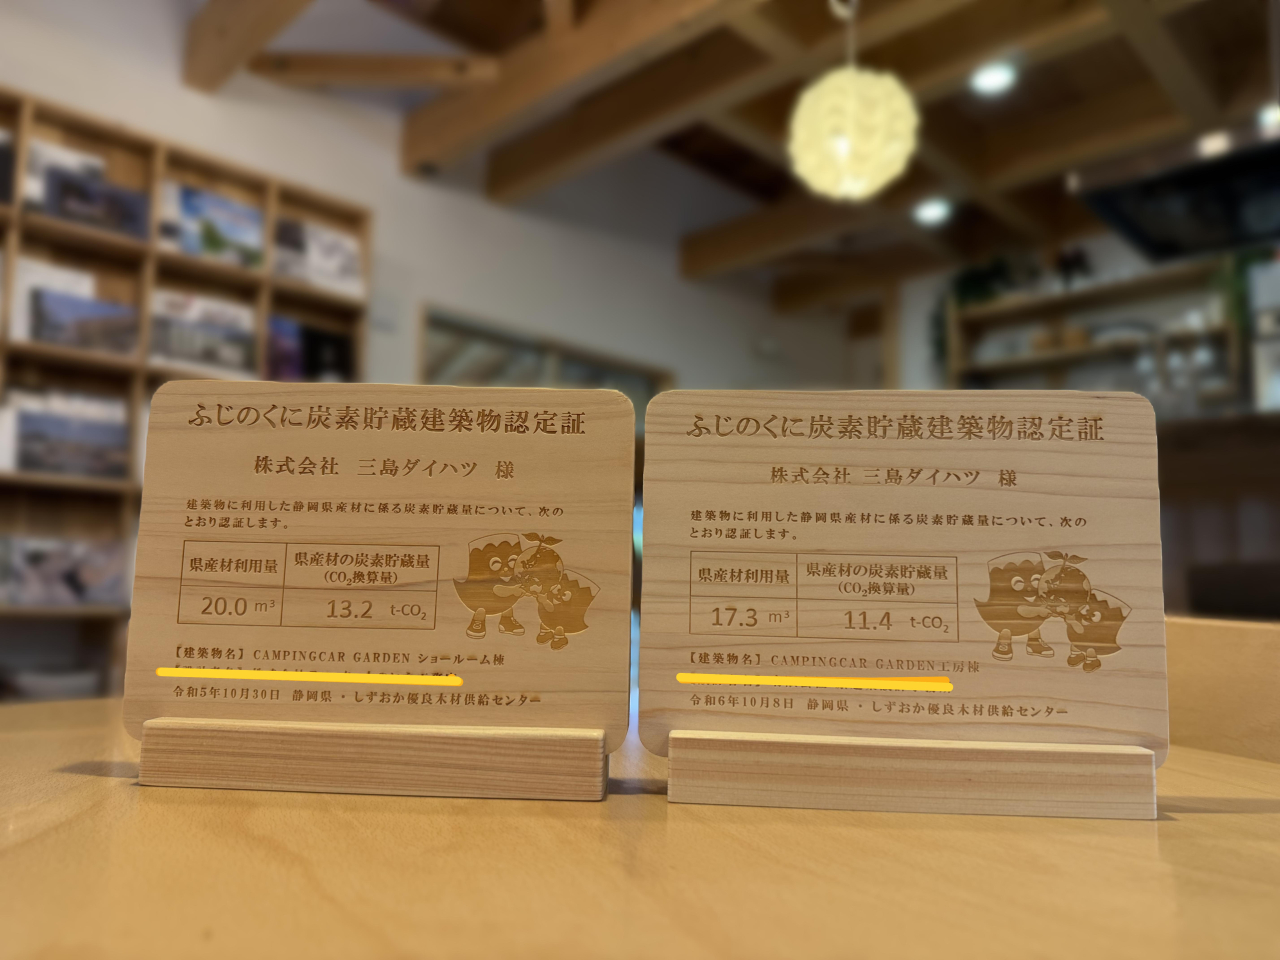 ふじのくに炭素貯蔵建築物認定証
株式会社 三島ダイハツ 様
建築物に利用した静岡県産材に係る炭素貯蔵量について、次の
とおり認証します。
県産材利用量 県産材の炭素貯蔵量
(CO₂換算量)
20.0 m³ 13.2 t-CO₂
【建築物名】 CAMPINGCAR GARDEN ショールーム棟
令和5年10月30日 静岡県・しずおか優良木材供給センター
ふじのくに炭素貯蔵建築物認定証
株式会社 三島ダイハツ 様
建築物に利用した静岡県産材に係る炭素貯蔵量について、次の
とおり認証します。
県産材利用量 県産材の炭素貯蔵量
(CO₂換算量)
17.3 m³ 11.4 t-CO₂
【建築物名】 CAMPINGCAR GARDEN工房棟
令和6年10月8日 静岡県・しずおか優良木材供給センター